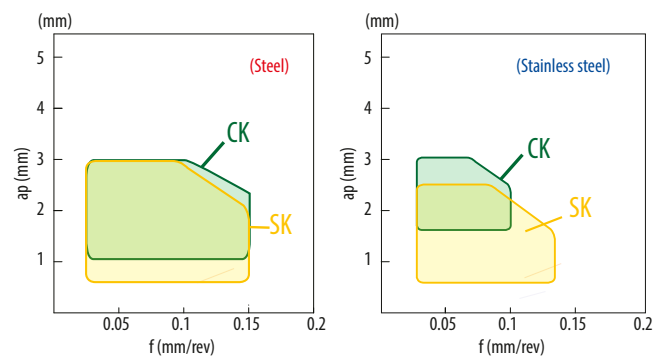 (mm)
5
4
3
2
1
ap (mm)
(Steel)
CK
SK
0.05
0.1
0.15
0.2
f (mm/rev)
(mm)
5
4
3
2
1
ap (mm)
(Stainless steel)
CK
SK
0.05
0.1
0.15
0.2
f (mm/rev)